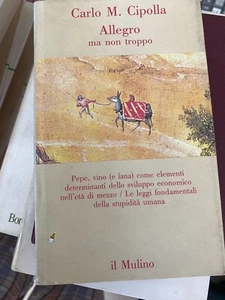 Carlo M. Cipolla
Allegro
ma non troppo
Pepe, vino (e lana) come elementi
determinanti dello sviluppo economico
nell'età di mezzo / Le leggi fondamentali
della stupidità umana
il Mulino
Bor